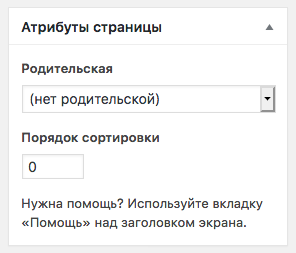 Атрибуты страницы
Родительская
(нет родительской)
Порядок сортировки
0
Нужна помощь? Используйте вкладку
«Помощь» над заголовком экрана.